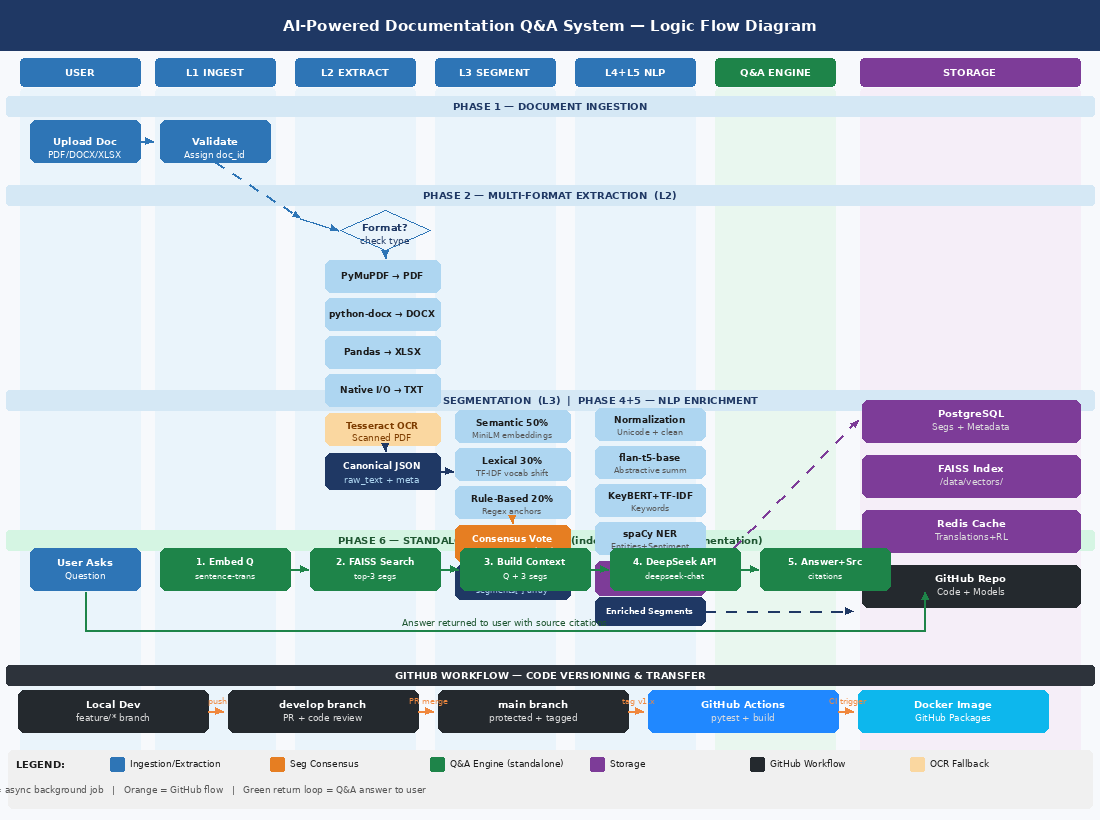 AI-Powered Documentation Q&A System — Logic Flow Diagram
USER
L1 INGEST
L2 EXTRACT
L3 SEGMENT
L4+L5 NLP
Q&A ENGINE
STORAGE
PHASE 1 — DOCUMENT INGESTION
Upload Doc
PDF/DOCX/XLSX
Validate
Assign doc_id
PHASE 2 — MULTI-FORMAT EXTRACTION (L2)
Format?
check type
PyMuPDF → PDF
python-docx → DOCX
Pandas → XLSX
Native I/O → TXT
SEGMENTATION (L3) | PHASE 4+5 — NLP ENRICHMENT
Tesseract OCR
Scanned PDF
Canonical JSON
raw_text + meta
Semantic 50%
MiniLM embeddings
Lexical 30%
TF-IDF vocab shift
Rule-Based 20%
Regex anchors
Consensus Vote
Normalization
Unicode + clean
flan-t5-base
Abstractive summ
KeyBERT+TF-IDF
Keywords
spaCy NER
Entities+Sentiment
Enriched Segments
PostgreSQL
Segs + Metadata
FAISS Index
/data/vectors/
Redis Cache
Translations+RL
GitHub Repo
Code + Models
PHASE 6 —
User Asks
Question
1. Embed Q
sentence-trans
2. FAISS Search
top-3 segs
3. Build Context
Q + 3 segs
4. DeepSeek API
deepseek-chat
5. Answer+Src
citations
Answer returned to user with source
GITHUB WORKFLOW — CODE VERSIONING & TRANSFER
Local Dev
feature/* branch
push
develop branch
PR + code review
PR merge
main branch
protected + tagged
GitHub Actions
pytest + build
CI trigger
Docker Image
GitHub Packages
LEGEND:
Ingestion/Extraction
Seg Consensus
Q&A Engine (standalone)
Storage
GitHub Workflow
OCR Fallback
= async background job | Orange = GitHub flow | Green return loop = Q&A answer to user